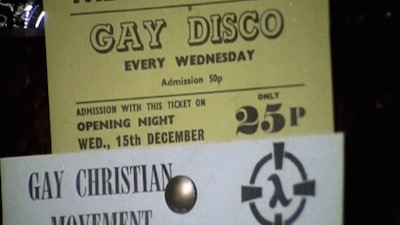 GAY DISCO
EVERY WEDNESDAY
Admission 50p
ADMISSION WITH THIS TICKET ON
OPENING NIGHT
WED., 15th DECEMBER
ONLY
25P
GAY CHRISTIAN
MOVEMENT
λ